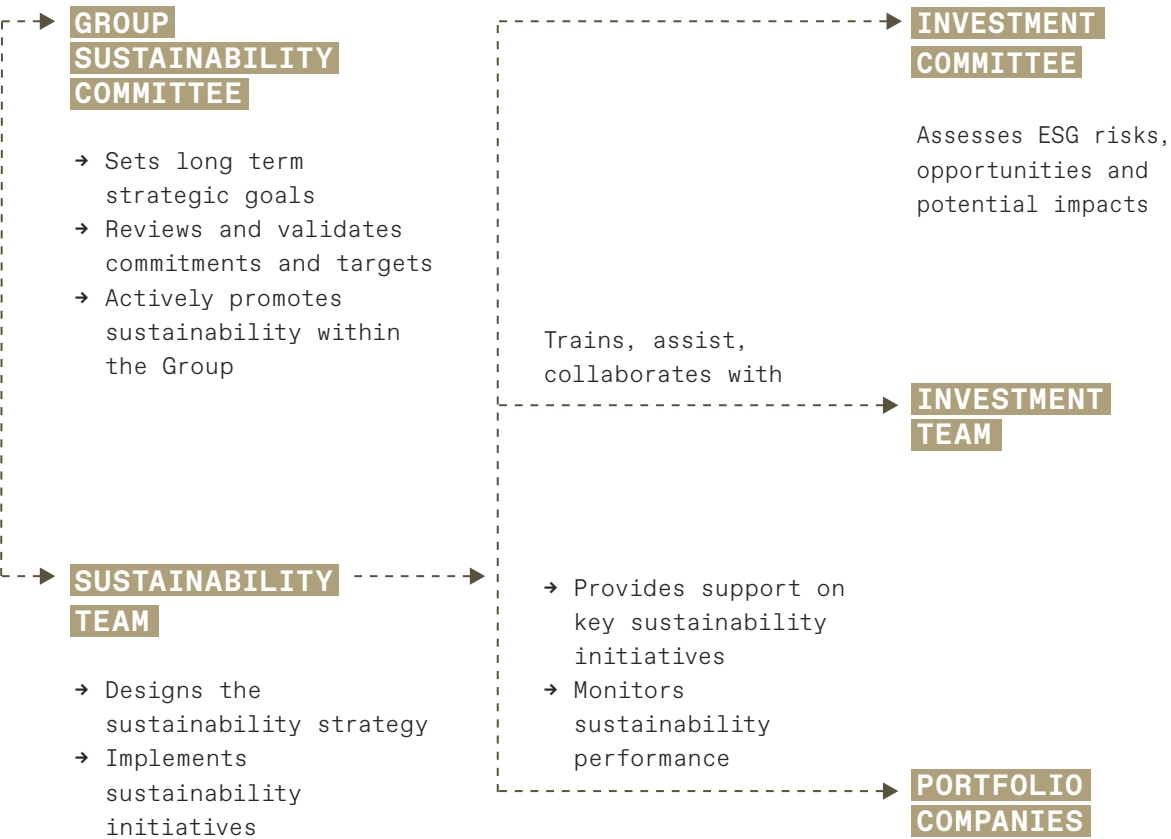 GROUP
SUSTAINABILITY
COMMITTEE
→ Sets long term
strategic goals
→ Reviews and validates
commitments and targets
→ Actively promotes
sustainability within
the Group
SUSTAINABILITY
TEAM
→ Designs the
sustainability strategy
→ Implements
sustainability
initiatives
INVESTMENT
COMMITTEE
Assesses ESG risks,
opportunities and
potential impacts
Trains, assist,
collaborates with
INVESTMENT
TEAM
→ Provides support on
key sustainability
initiatives
→ Monitors
sustainability
performance
PORTFOLIO
COMPANIES